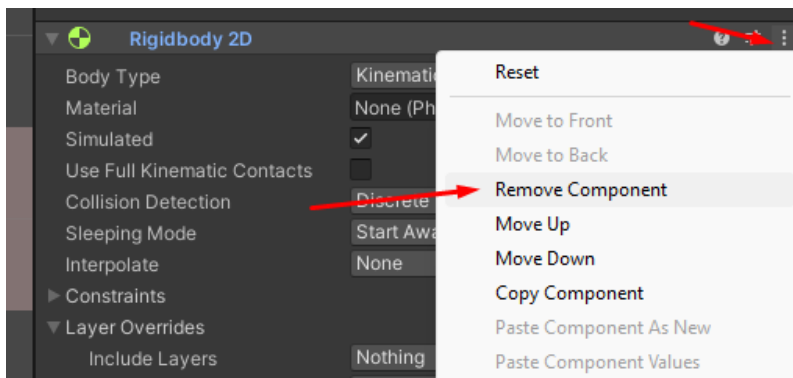 Rigidbody 2D
Body Type Kinematic
Material None (Ph
Simulated
Use Full Kinematic Contacts
Collision Detection Discrete
Sleeping Mode Start Awa
Interpolate None
Constraints
Layer Overrides
Include Layers Nothing
Reset
Move to Front
Move to Back
Remove Component
Move Up
Move Down
Copy Component
Paste Component As New
Paste Component Values